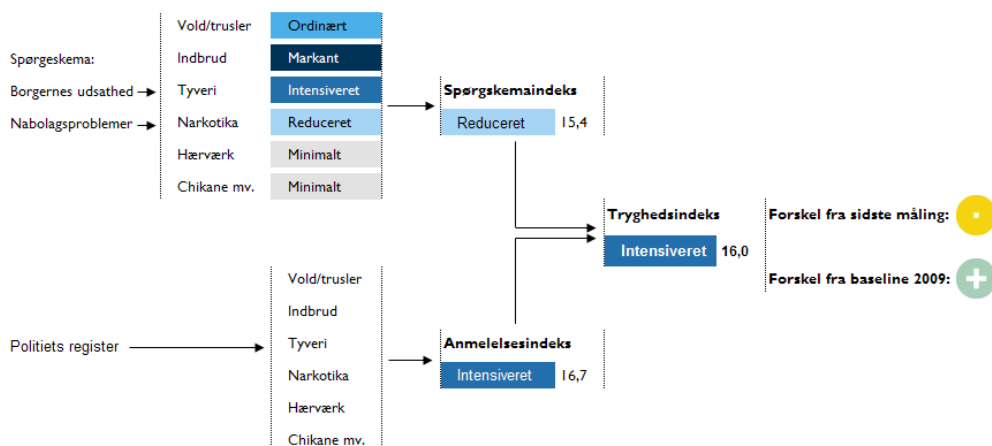 Spørgeskema:
Borgernes udsathed
Nabolagsproblemer
Vold/trusler Ordinært
Indbrud Markant
Tyveri Intensiveret
Narkotika Reduceret
Hærværk Minimalt
Chikane mv. Minimalt
Spørgskemaindeks
Reduceret 15,4
Tryghedsindeks
Intensiveret 16,0
Forskel fra sidste måling:
Forskel fra baseline 2009:
Politiets register
Vold/trusler
Indbrud
Tyveri
Narkotika
Hærværk
Chikane mv.
Anmelelsesindeks
Intensiveret 16,7